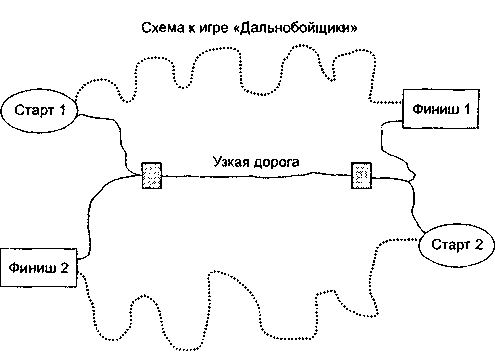 Схема к игре «Дальнобойщики»
Старт 1
Финиш 1
Узкая дорога
Старт 2
Финиш 2